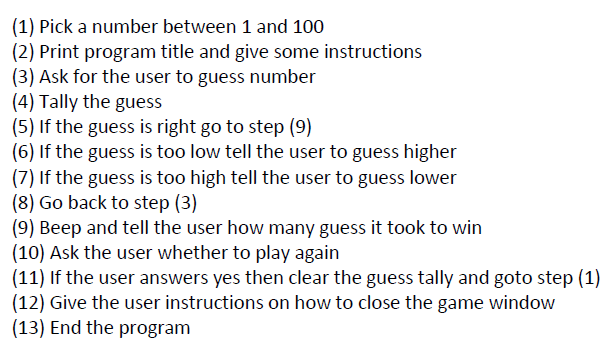 (1) Pick a number between 1 and 100
(2) Print program title and give some instructions
(3) Ask for the user to guess number
(4) Tally the guess
(5) If the guess is right go to step (9)
(6) If the guess is too low tell the user to guess higher
(7) If the guess is too high tell the user to guess lower
(8) Go back to step (3)
(9) Beep and tell the user how many guess it took to win
(10) Ask the user whether to play again
(11) If the user answers yes then clear the guess tally and goto step (1)
(12) Give the user instructions on how to close the game window
(13) End the program